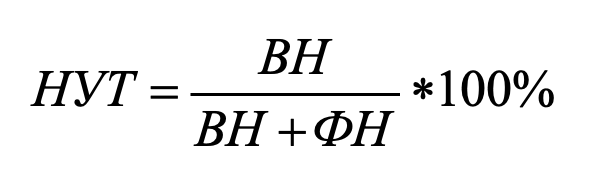 НУТ = ВН / ВН + ФН * 100%